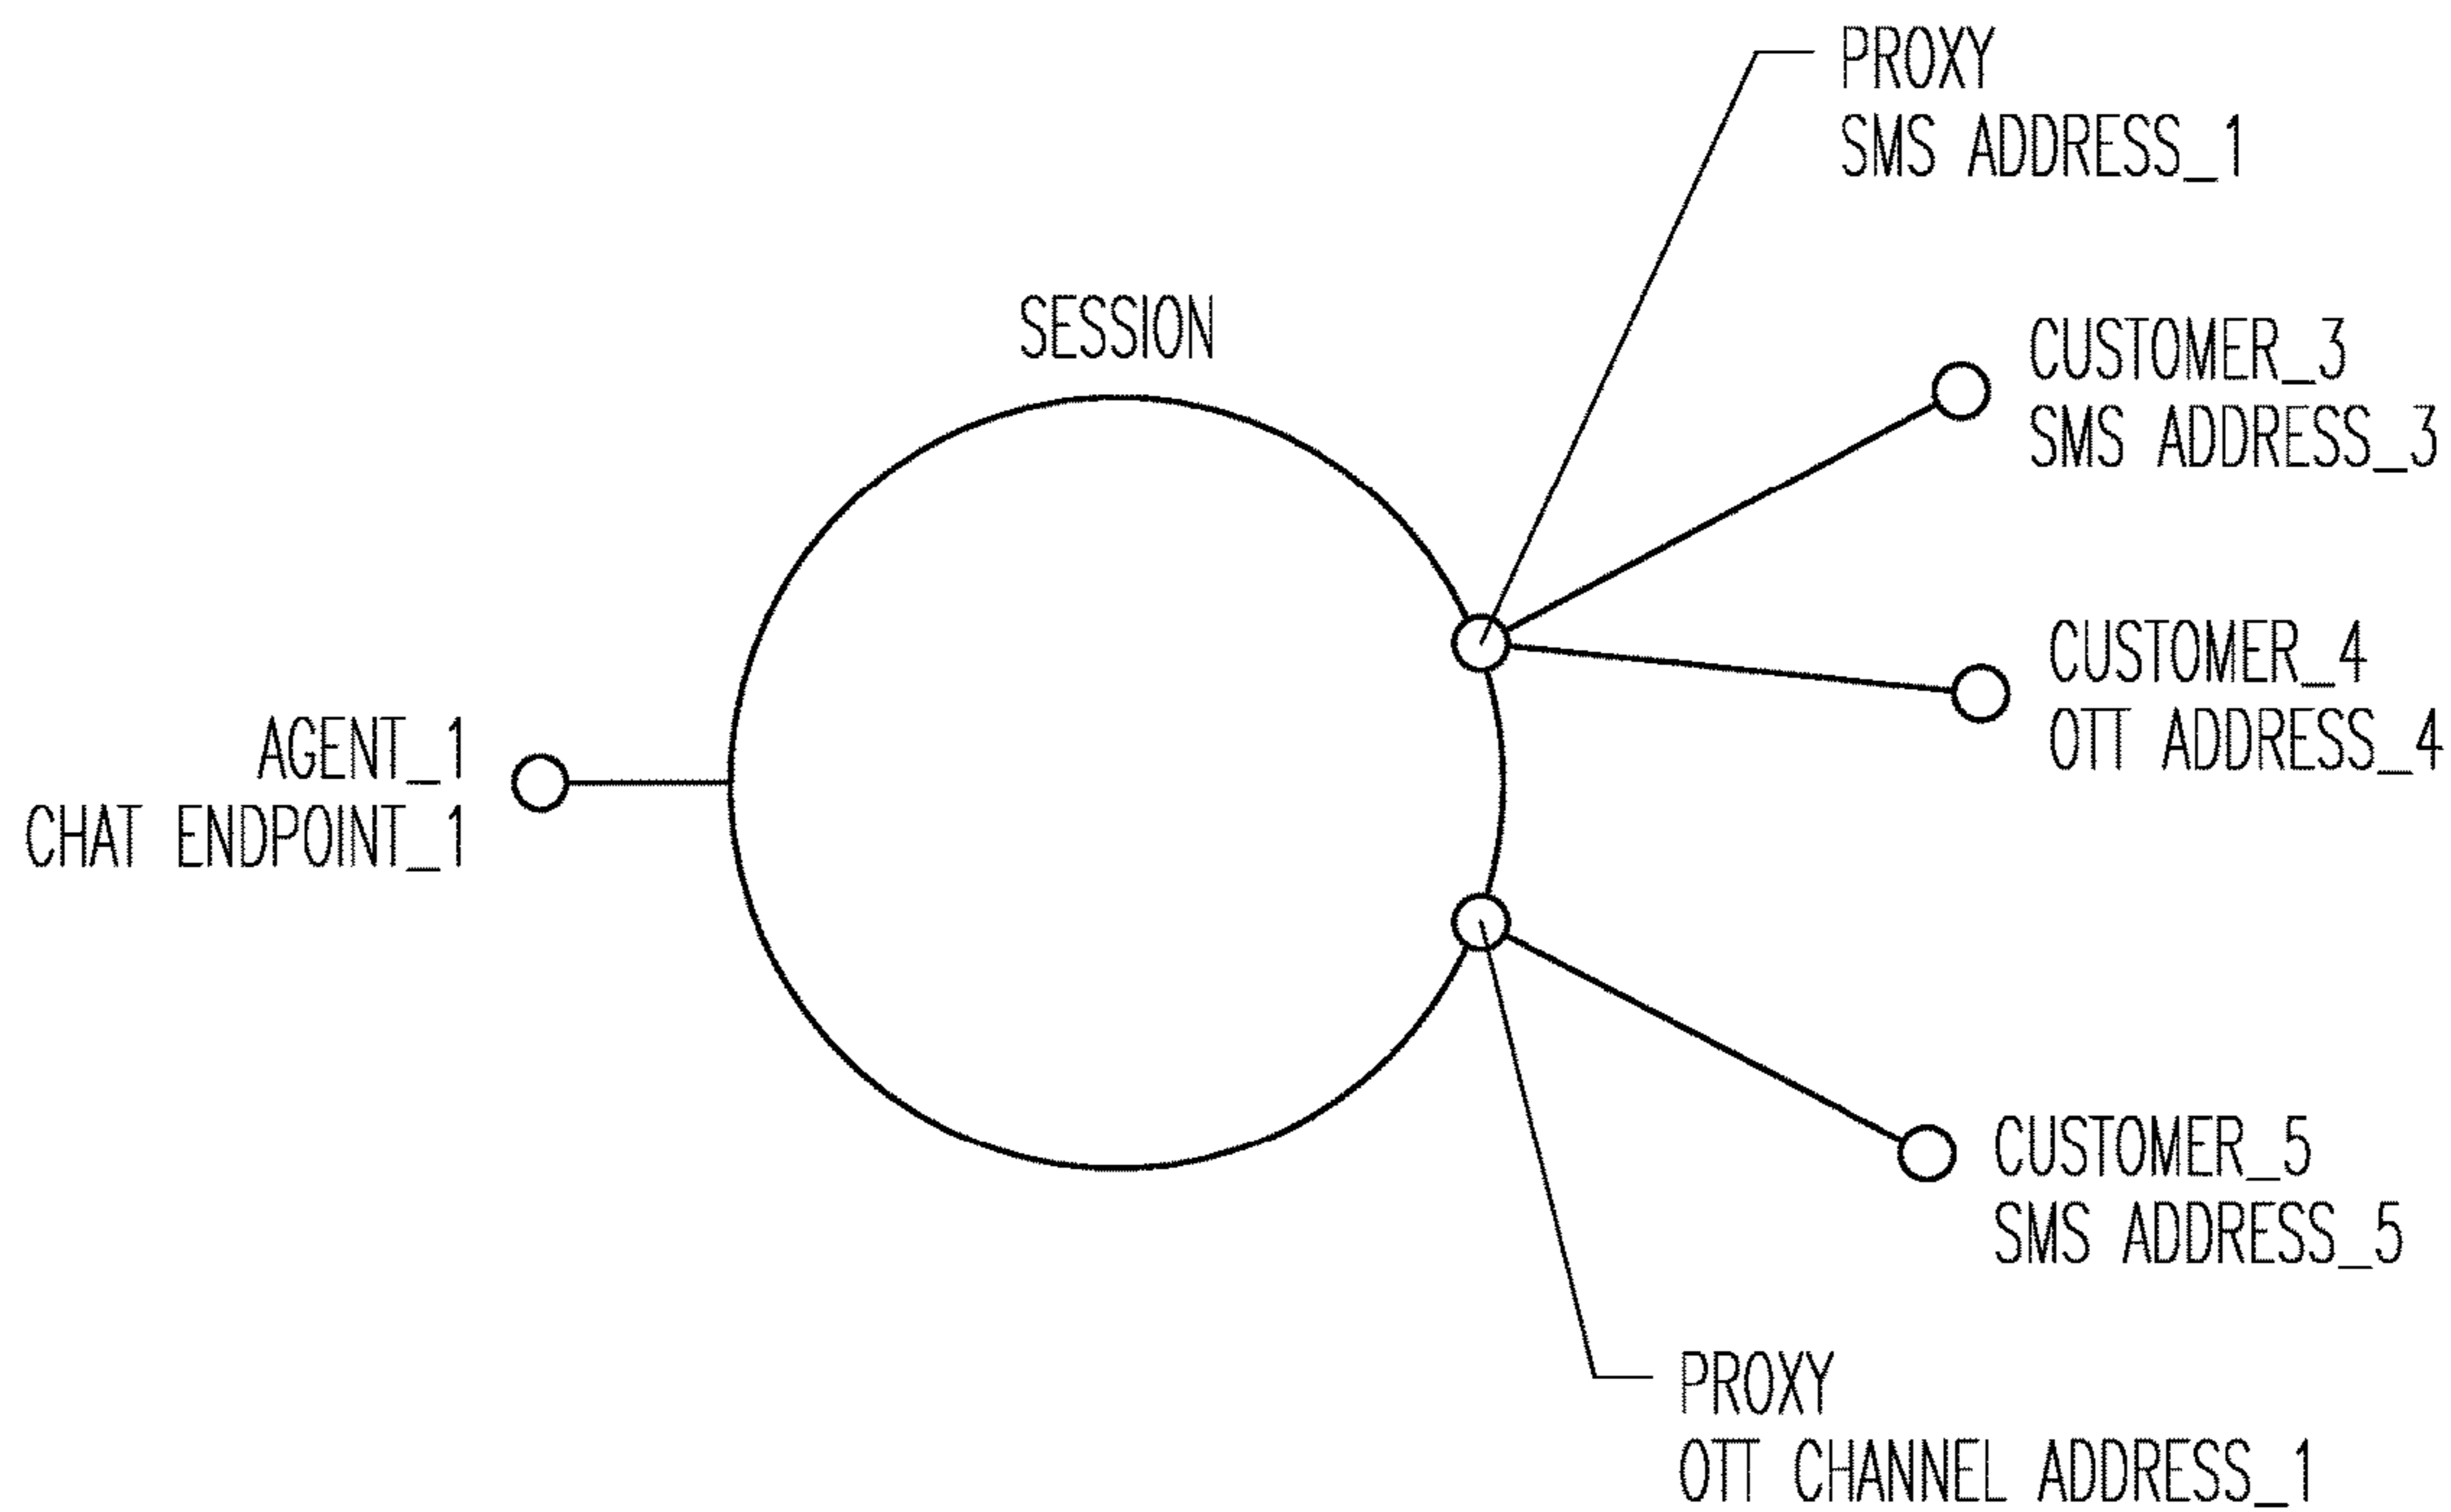 PROXY
SMS ADDRESS_1
SESSION
CUSTOMER_3
SMS ADDRESS_3
CUSTOMER_4
OTT ADDRESS_4
AGENT_1
CHAT ENDPOINT_1
CUSTOMER_5
SMS ADDRESS_5
PROXY
OTT CHANNEL ADDRESS_1